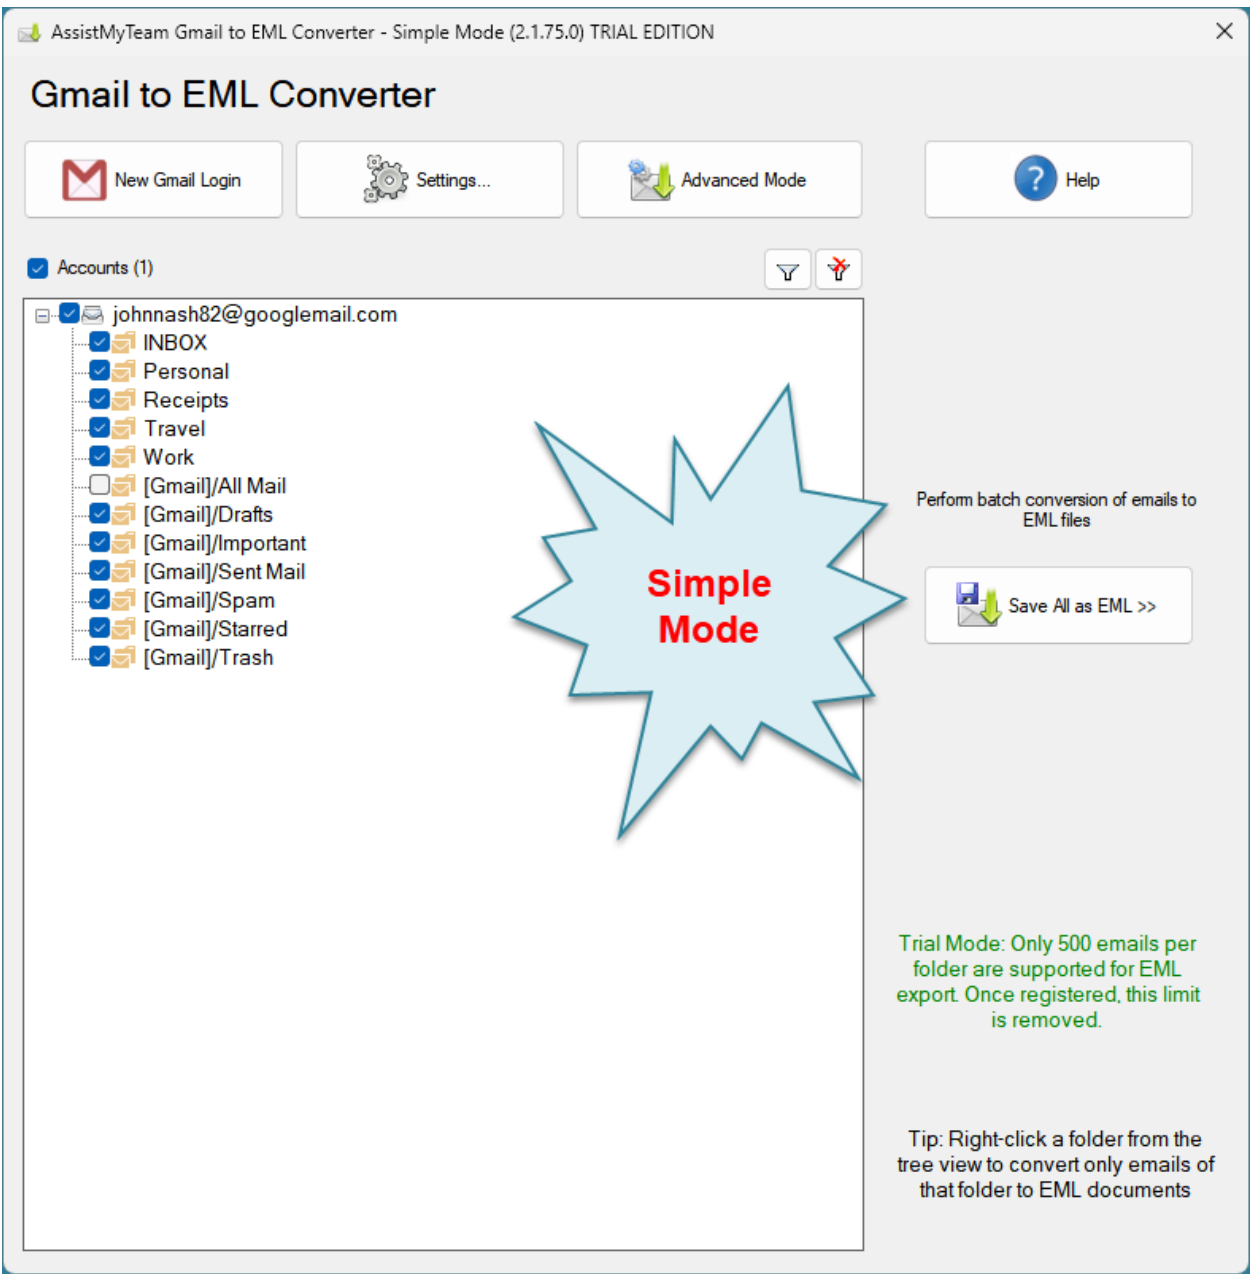 AssistMyTeam Gmail to EML Converter - Simple Mode (2.1.75.0) TRIAL EDITION
Gmail to EML Converter
New Gmail Login
Settings...
Advanced Mode
Help
Accounts (1)
johnnash82@googlemail.com
INBOX
Personal
Receipts
Travel
Work
[Gmail]/All Mail
[Gmail]/Drafts
[Gmail]/Important
[Gmail]/Sent Mail
[Gmail]/Spam
[Gmail]/Starred
[Gmail]/Trash
Simple
Mode
Perform batch conversion of emails to
EML files
Save All as EML >>
Trial Mode: Only 500 emails per
folder are supported for EML
export. Once registered, this limit
is removed.
Tip: Right-click a folder from the
tree view to convert only emails of
that folder to EML documents